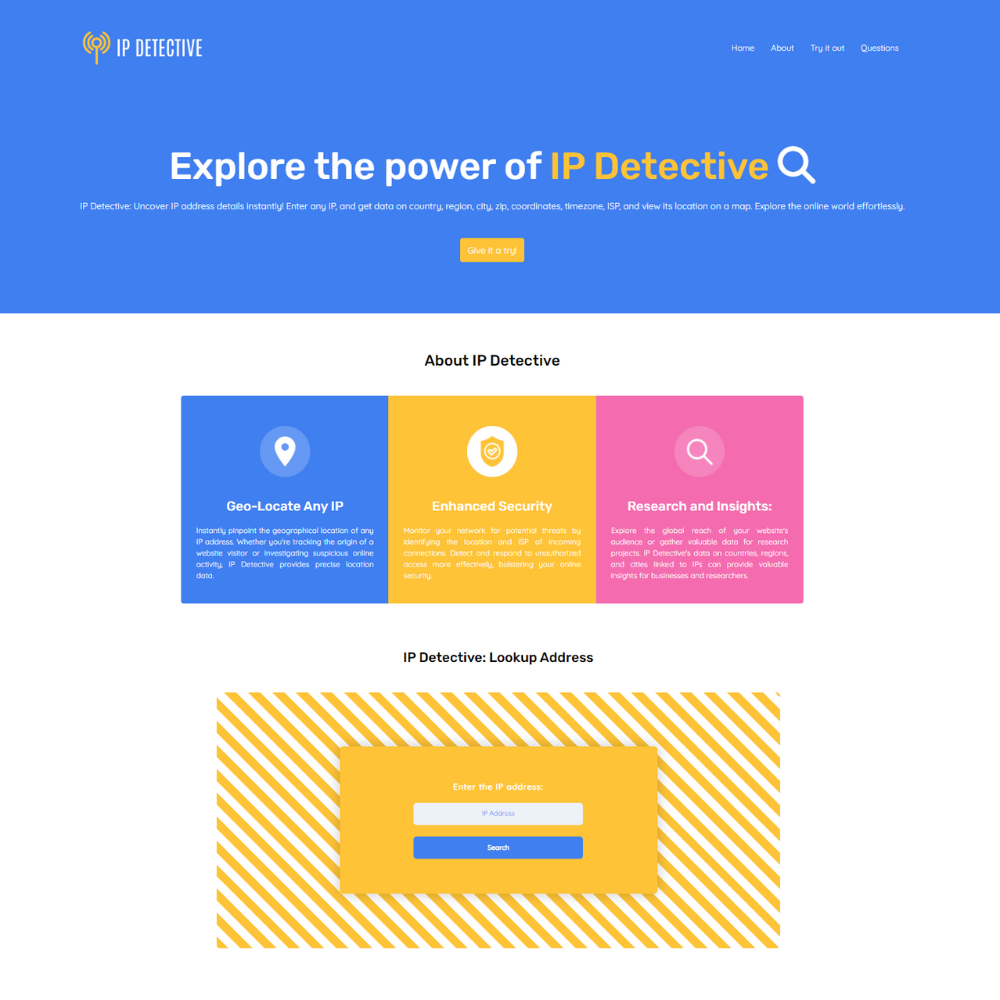 IP DETECTIVE
Home About Try it out Questions
Explore the power of IP Detective
IP Detective: Uncover IP address details instantly! Enter any IP, and get data on country, region, city, zip, coordinates, timezone, ISP, and view its location on a map. Explore the online world effortlessly.
Give it a try!
About IP Detective
Geo-Locate Any IP
Instantly pinpoint the geographical location of any
IP address. Whether you're tracking the origin of a
website visitor or investigating suspicious online
activity, IP Detective provides precise location
data.
Enhanced Security
Monitor your network for potential threats by
identifying the location and ISP of incoming
connections. Detect and respond to unauthorized
access more effectively, bolstering your online
security.
Research and Insights:
Explore the global reach of your website's
audience or gather valuable data for research
projects. IP Detective's data on countries, regions,
and cities linked to IPs can provide valuable
insights for businesses and researchers.
IP Detective: Lookup Address
Enter the IP address:
IP Address
Search